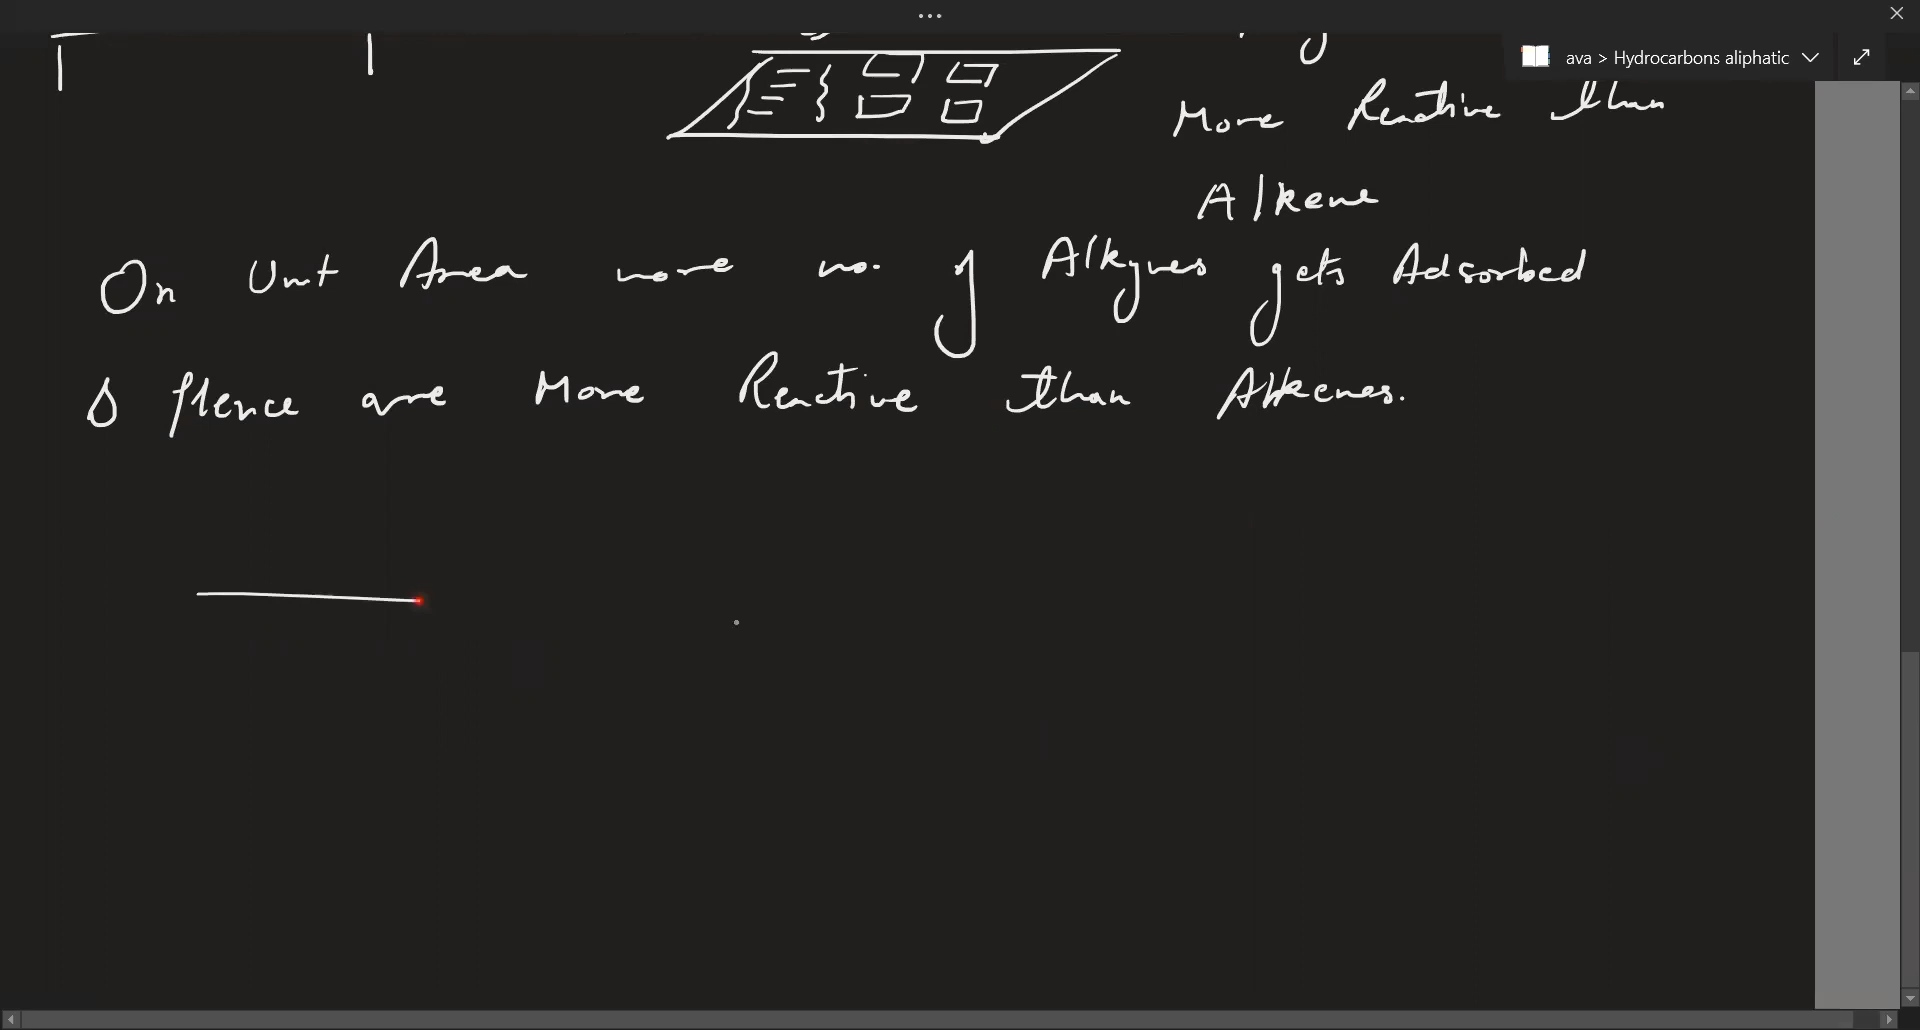 ava > Hydrocarbons aliphatic
More Reactive than
Alkene
On Unit Area more no. of Alkynes gets Adsorbed
& Hence are More Reactive than Alkenes.